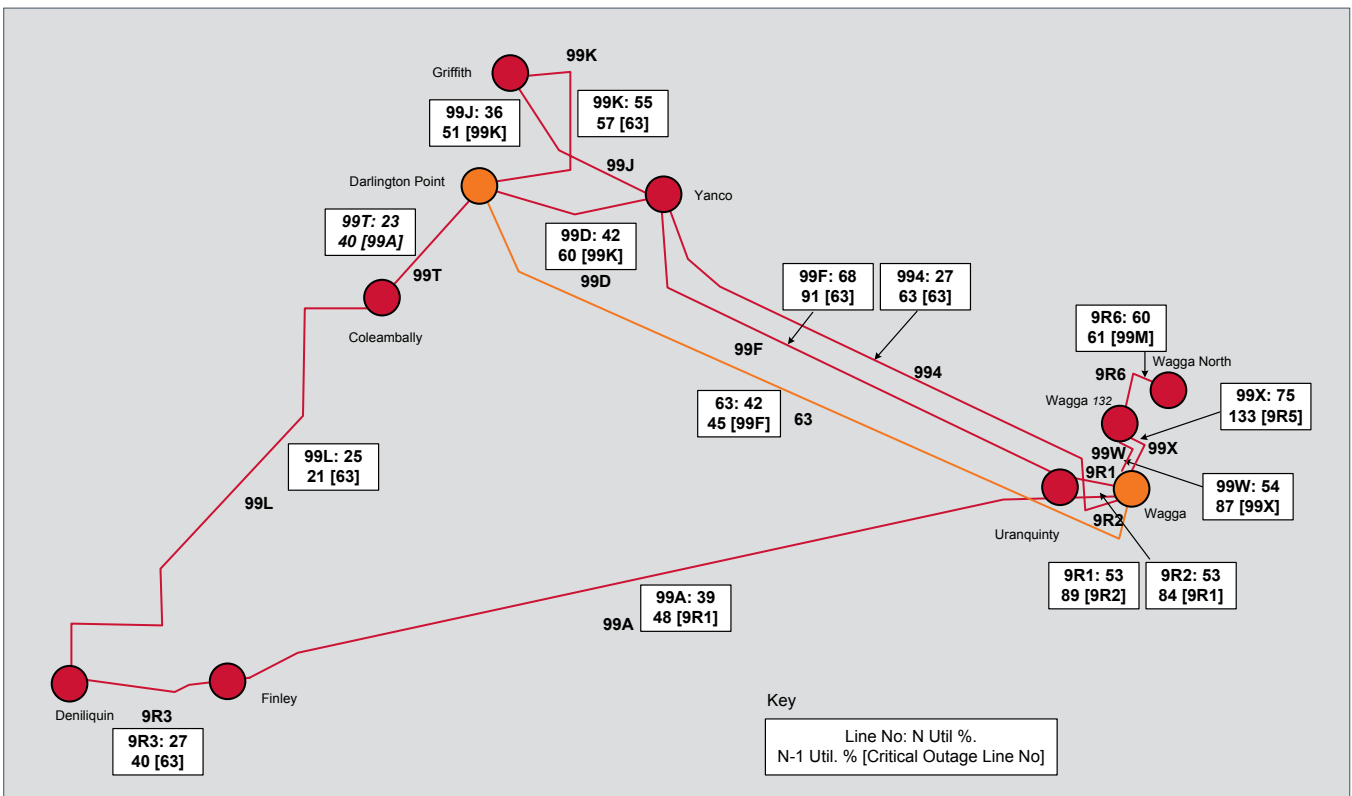 99K
Griffith
99J: 36
51 [99K]
99K: 55
57 [63]
99J
Darlington Point
Yanco
99T: 23
40 [99A]
99D: 42
60 [99K]
99T
99D
Coleambally
99F: 68
91 [63]
994: 27
63 [63]
99F
994
9R6: 60
61 [99M]
Wagga North
9R6
Wagga 132
99X: 75
133 [9R5]
63: 42
45 [99F]
63
99W
99X
9R1
99L: 25
21 [63]
99L
99W: 54
87 [99X]
Wagga
9R2
Uranquinty
9R1: 53
89 [9R2]
9R2: 53
84 [9R1]
99A: 39
48 [9R1]
99A
Deniliquin
Finley
9R3
9R3: 27
40 [63]
Key
Line No: N Util %.
N-1 Util. % [Critical Outage Line No]